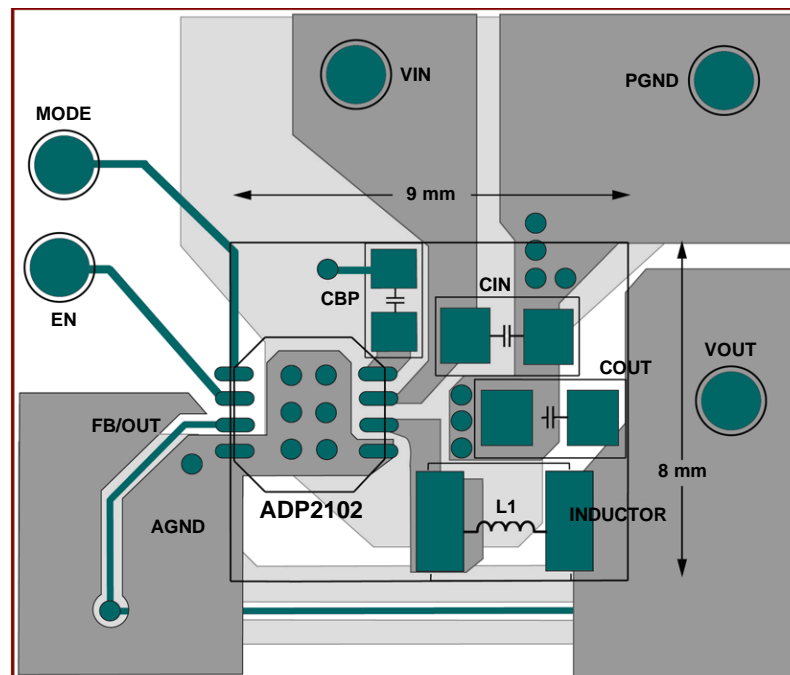 VIN
PGND
MODE
9 mm
CBP
CIN
EN
COUT
VOUT
FB/OUT
8 mm
ADP2102
L1
INDUCTOR
AGND